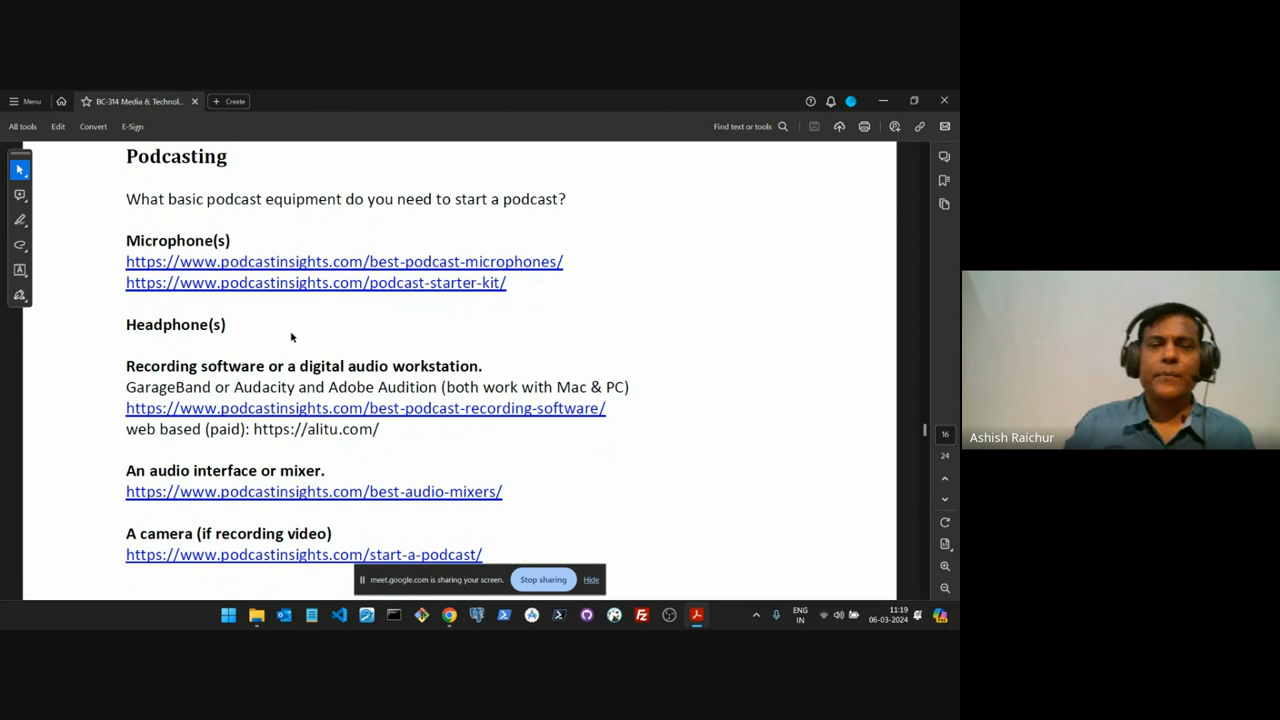 Menu
BC-314 Media & Technol...
Create
All tools
Edit
Convert
E-Sign
Find text or tools
Podcasting
What basic podcast equipment do you need to start a podcast?
Microphone(s)
https://www.podcastinsights.com/best-podcast-microphones/
https://www.podcastinsights.com/podcast-starter-kit/
Headphone(s)
Recording software or a digital audio workstation.
GarageBand or Audacity and Adobe Audition (both work with Mac & PC)
https://www.podcastinsights.com/best-podcast-recording-software/
web based (paid): https://alitu.com/
An audio interface or mixer.
https://www.podcastinsights.com/best-audio-mixers/
A camera (if recording video)
https://www.podcastinsights.com/start-a-podcast/
16
24
meet.google.com is sharing your screen.
Stop sharing
Hide
ENG
IN
11:19
06-03-2024
Ashish Raichur